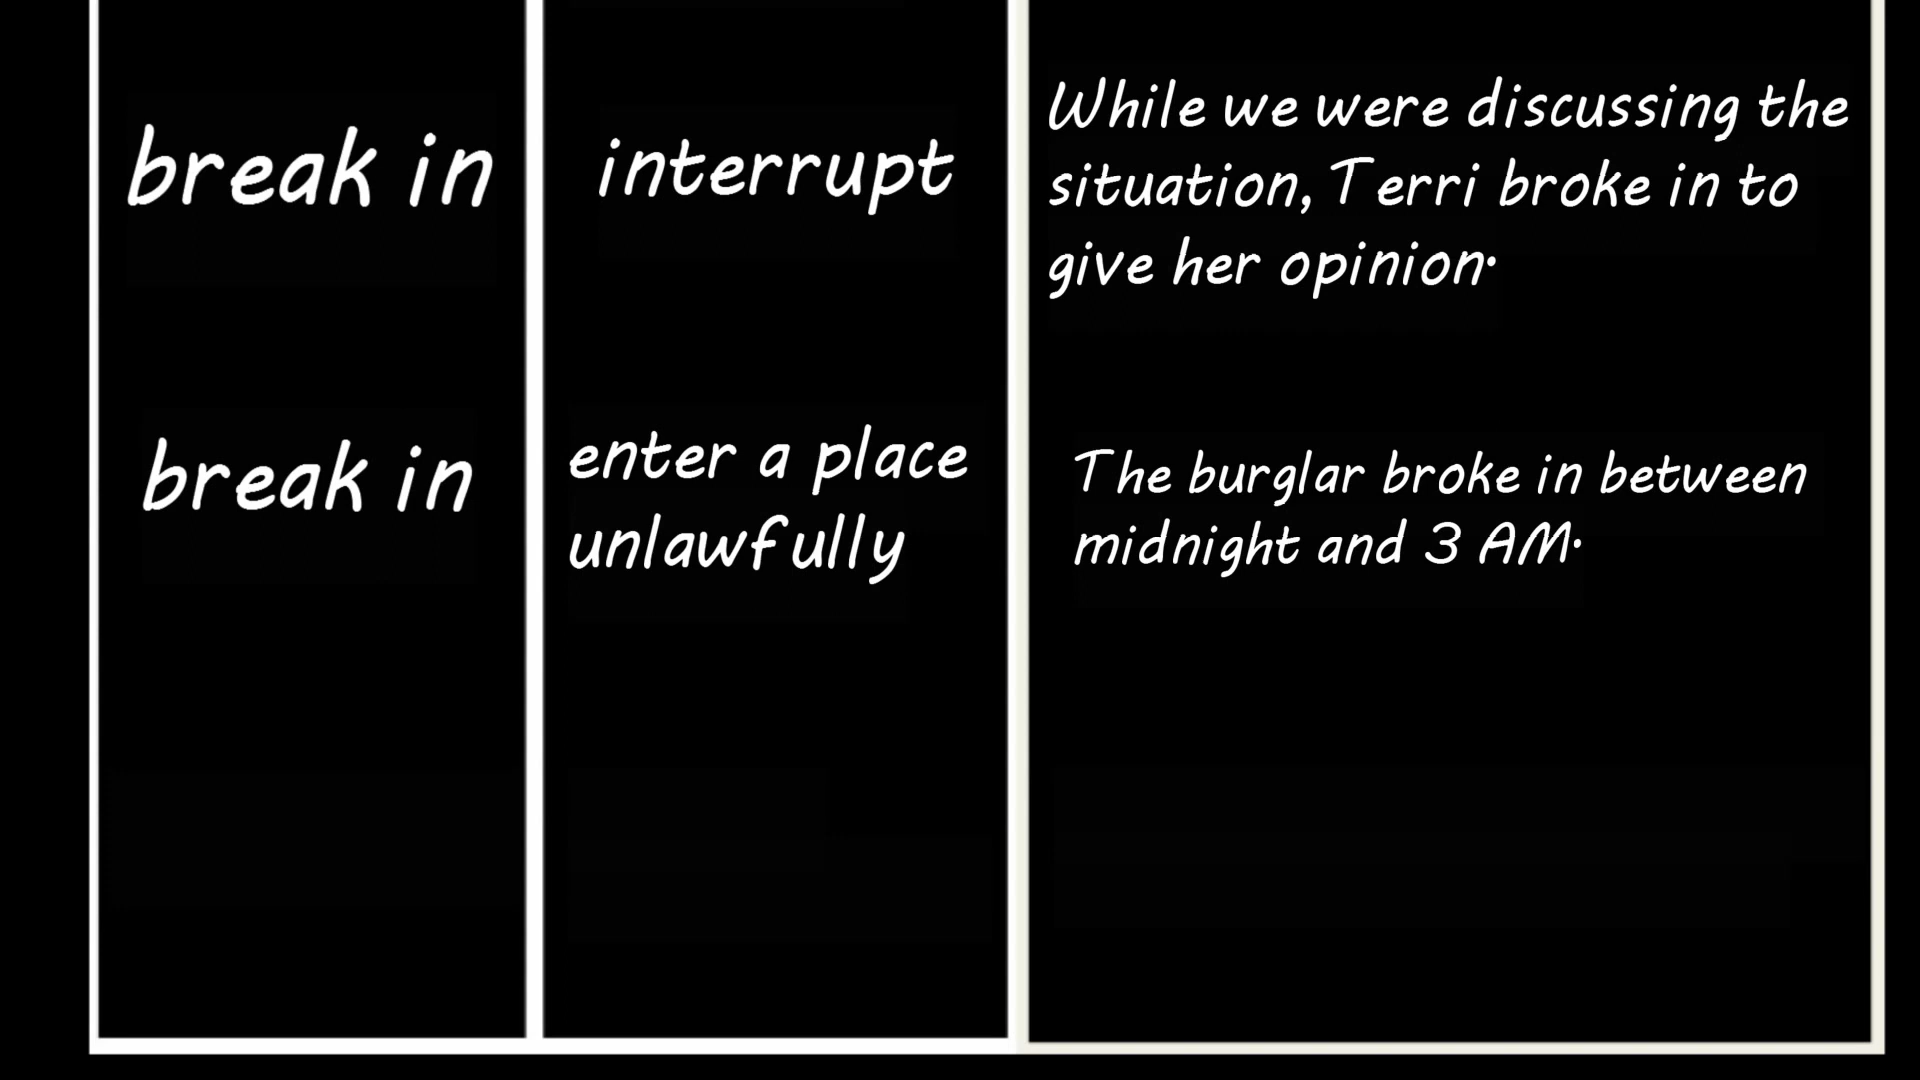 break in
interrupt
While we were discussing the
situation, Terri broke in to
give her opinion.
break in
enter a place
unlawfully
The burglar broke in between
midnight and 3 AM.